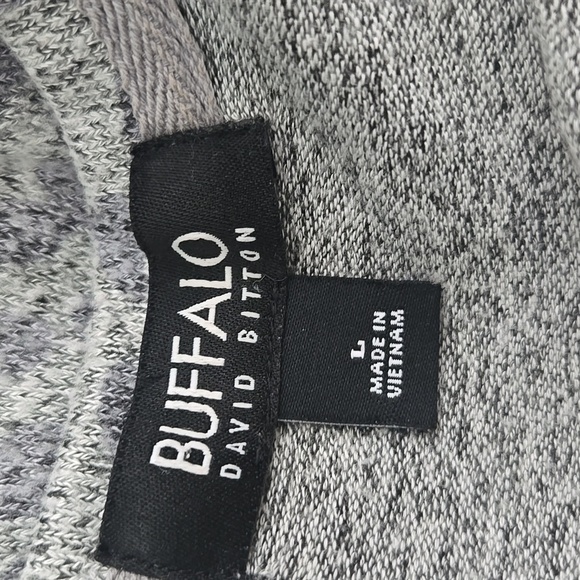 BUFFALO
DAVID BITTON
L
MADE IN
VIETNAM